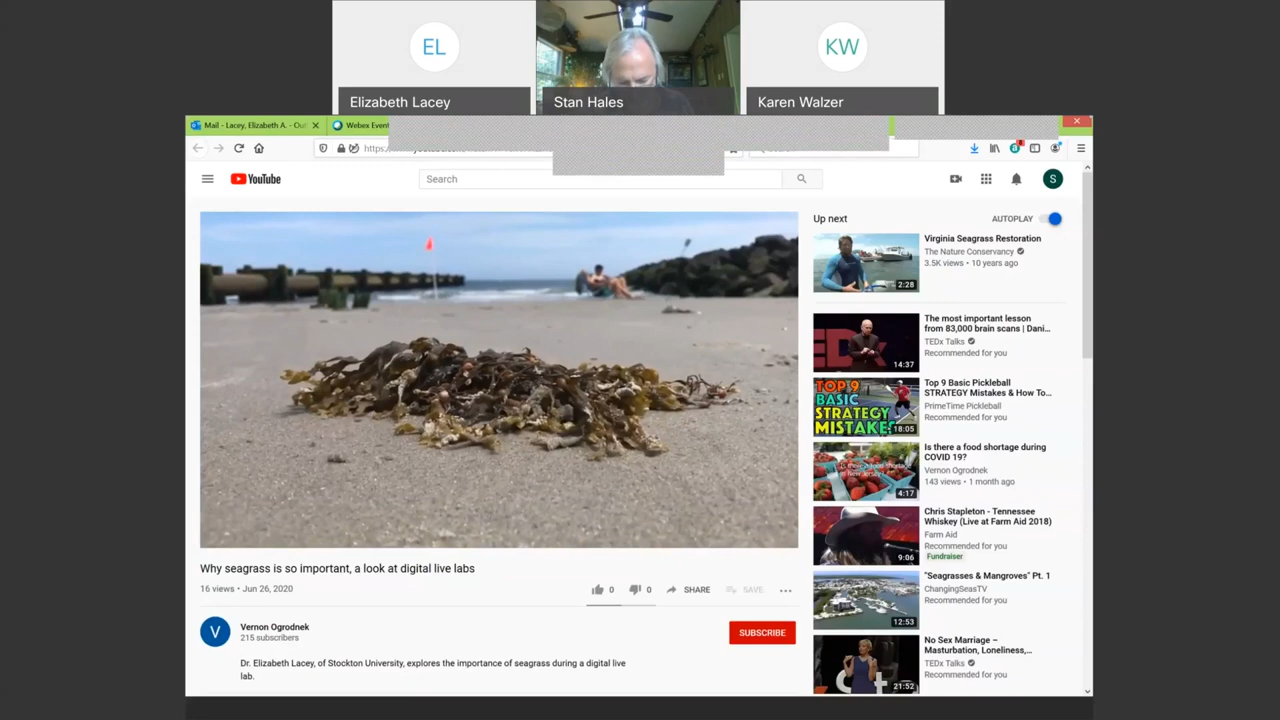 EL
KW
Elizabeth Lacey
Stan Hales
Karen Walzer
Mail - Lacey, Elizabeth A. - Out
Webex Event
https:
YouTube
Search
S
Up next
AUTOPLAY
Virginia Seagrass Restoration
The Nature Conservancy
3.5K views • 10 years ago
2:28
The most important lesson
from 83,000 brain scans | Dani...
TEDx Talks
Recommended for you
14:37
TOP 9
BASIC
STRATEGY
MISTAKES
18:05
Top 9 Basic Pickleball
STRATEGY Mistakes & How To...
PrimeTime Pickleball
Recommended for you
Is there a food shortage during
COVID 19?
Vernon Ogrodnek
143 views • 1 month ago
4:17
Chris Stapleton - Tennessee
Whiskey (Live at Farm Aid 2018)
Farm Aid
Recommended for you
Fundraiser
9:06
"Seagrasses & Mangroves" Pt. 1
ChangingSeasTV
Recommended for you
12:53
No Sex Marriage –
Masturbation, Loneliness,...
TEDx Talks
Recommended for you
21:52
Why seagrass is so important, a look at digital live labs
16 views • Jun 26, 2020
0
0
SHARE
SAVE
V
Vernon Ogrodnek
215 subscribers
SUBSCRIBE
Dr. Elizabeth Lacey, of Stockton University, explores the importance of seagrass during a digital live
lab.